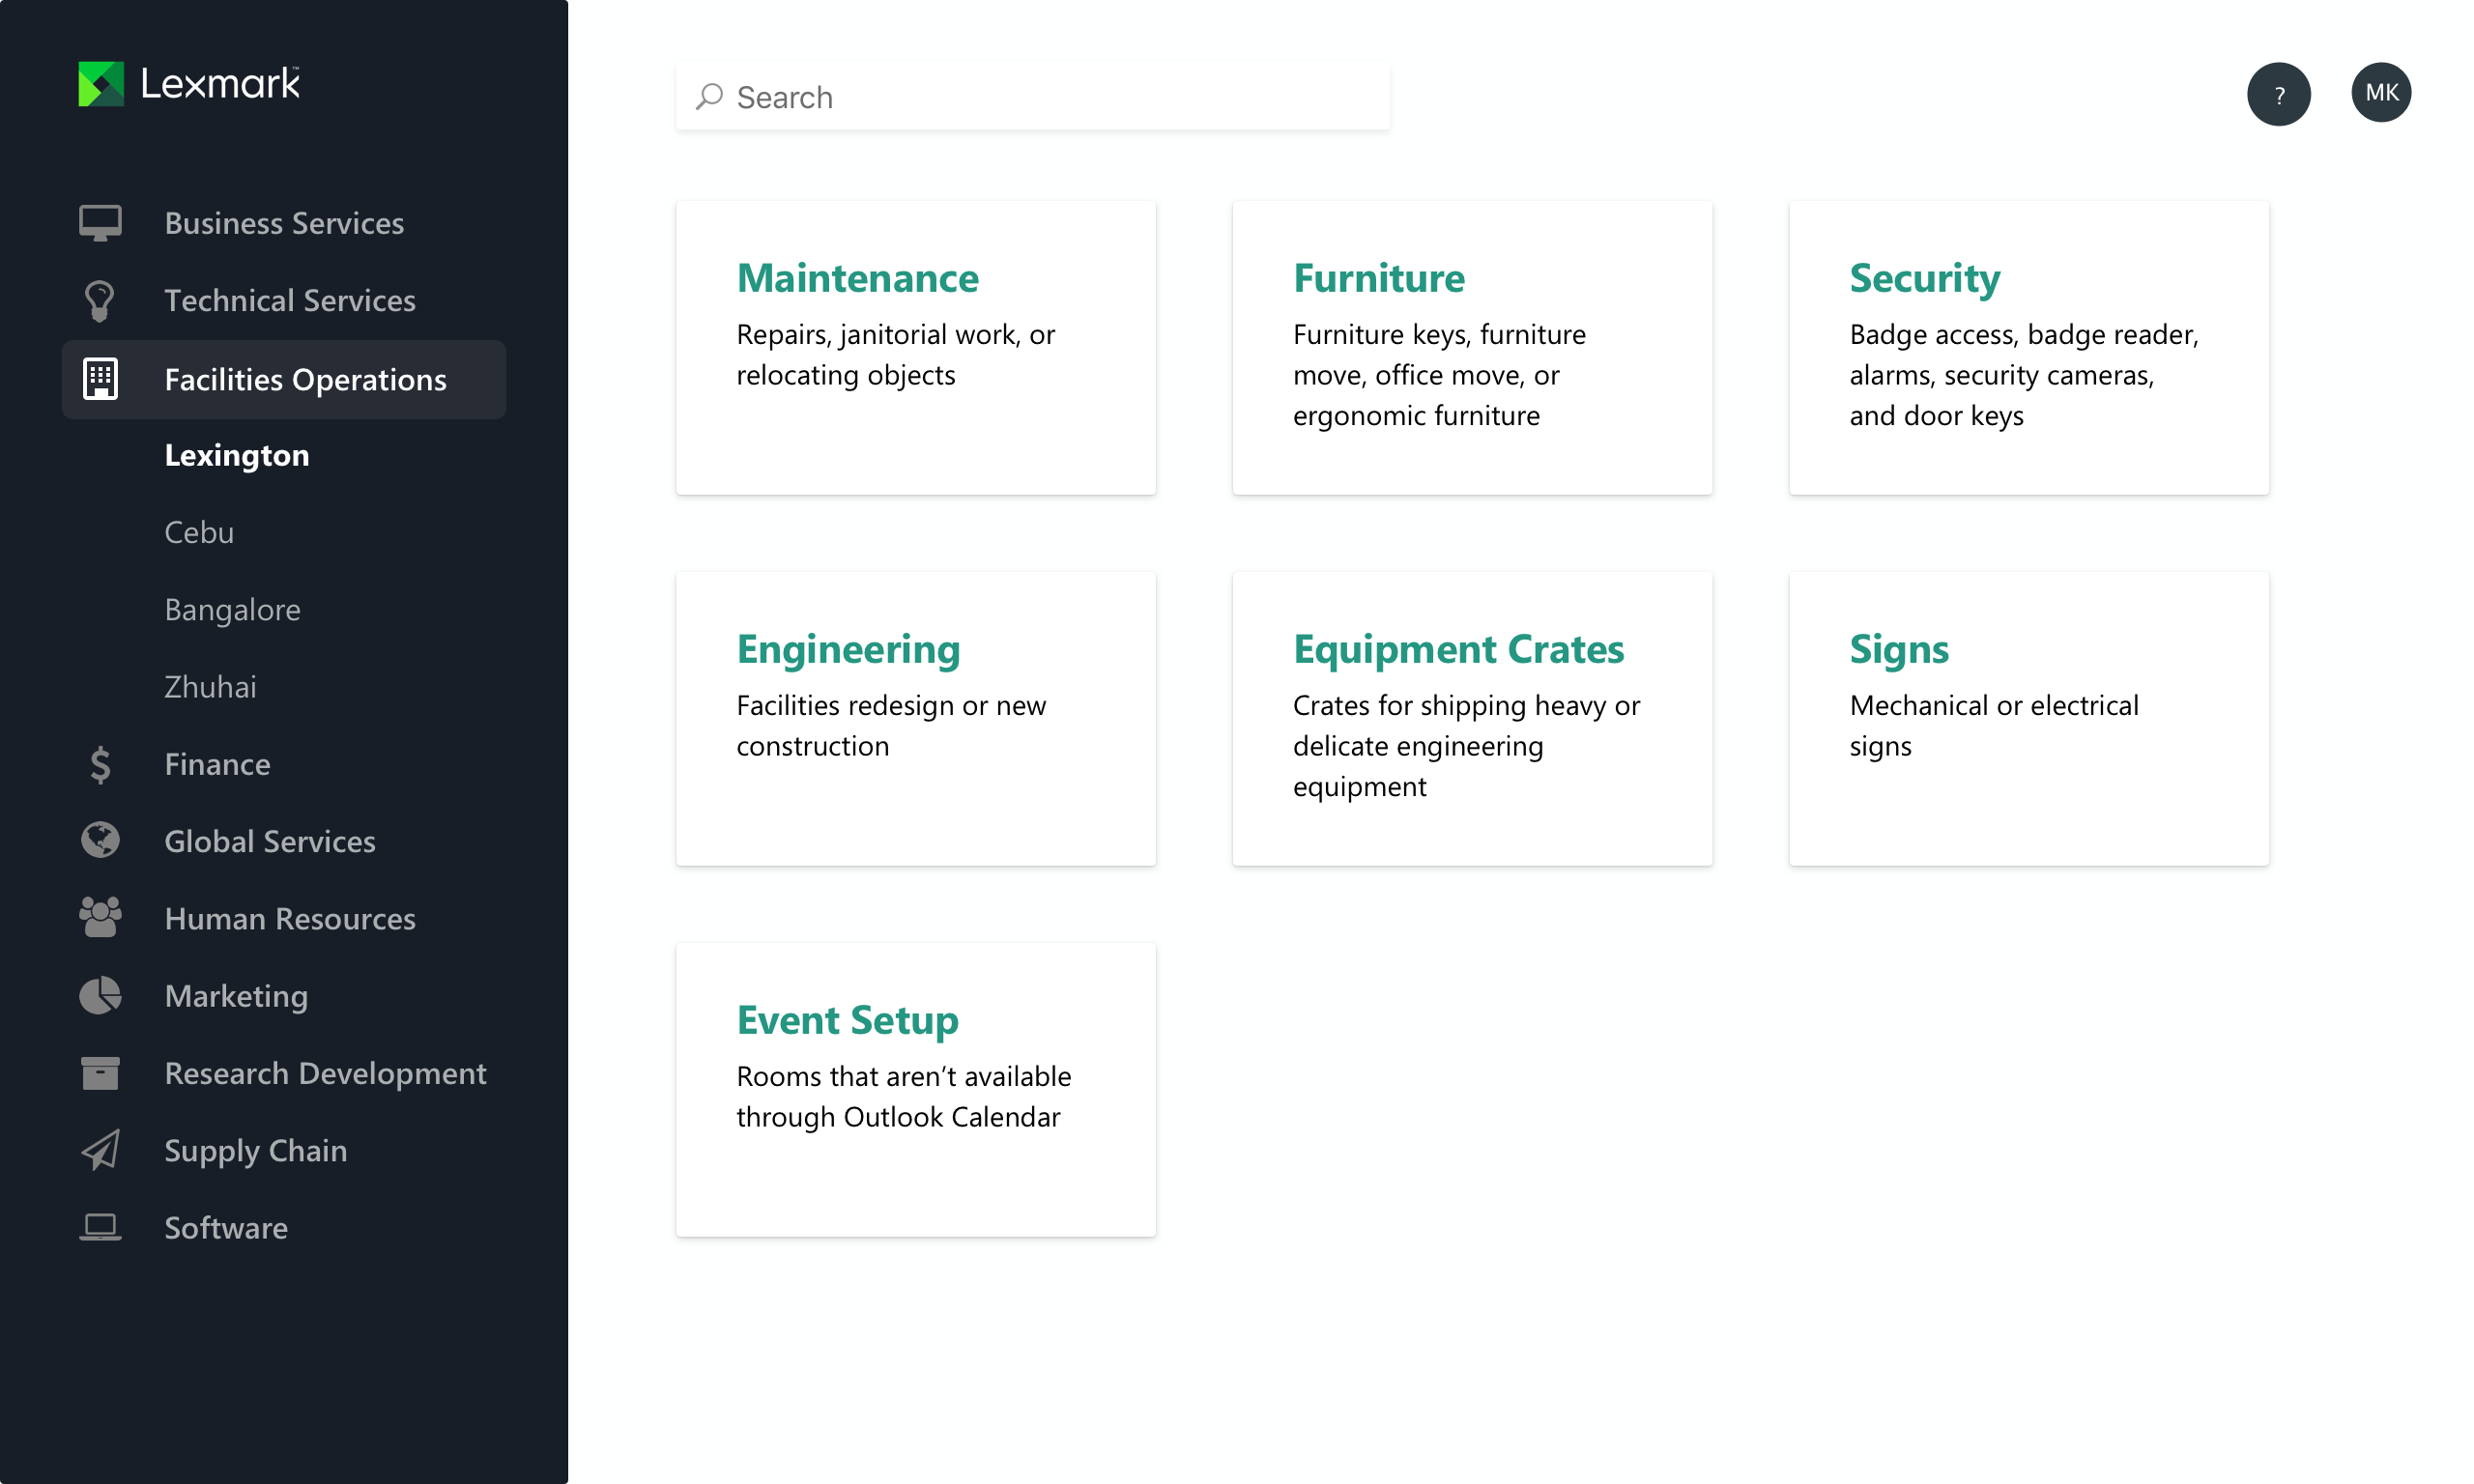 Lexmark™
Business Services
Technical Services
Facilities Operations
Lexington
Cebu
Bangalore
Zhuhai
Finance
Global Services
Human Resources
Marketing
Research Development
Supply Chain
Software
Search
?
MK
Maintenance
Repairs, janitorial work, or
relocating objects
Furniture
Furniture keys, furniture
move, office move, or
ergonomic furniture
Security
Badge access, badge reader,
alarms, security cameras,
and door keys
Engineering
Facilities redesign or new
construction
Equipment Crates
Crates for shipping heavy or
delicate engineering
equipment
Signs
Mechanical or electrical
signs
Event Setup
Rooms that aren’t available
through Outlook Calendar